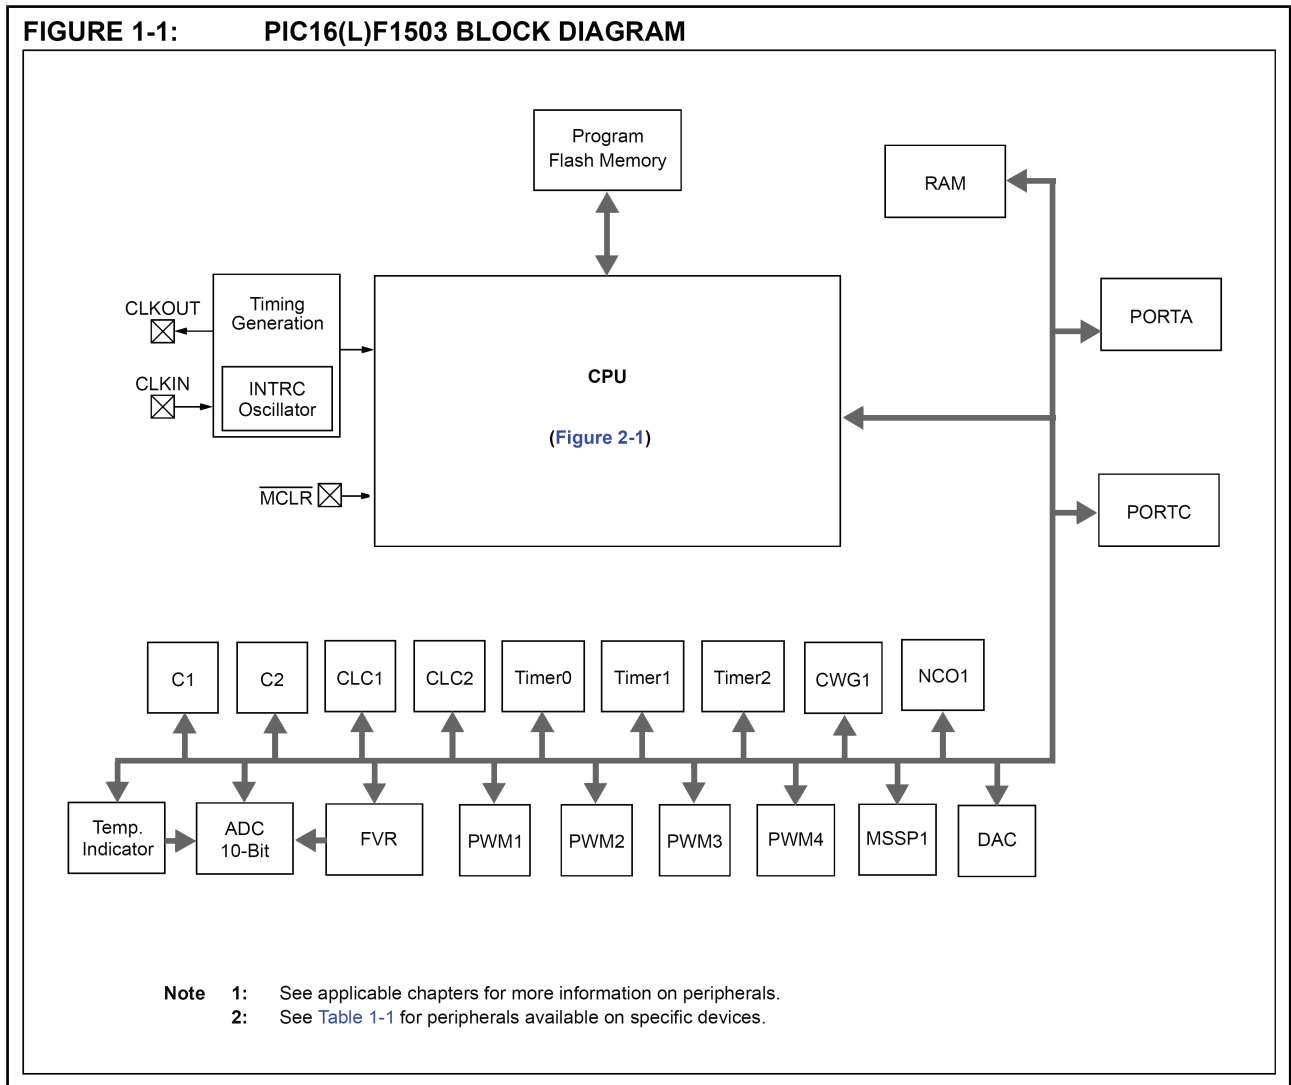 FIGURE 1-1: PIC16(L)F1503 BLOCK DIAGRAM
Program
Flash Memory
RAM
Timing
Generation
CLKOUT
PORTA
CPU
CLKIN
INTRC
Oscillator
(Figure 2-1)
MCLR
PORTC
C1
C2
CLC1
CLC2
Timer0
Timer1
Timer2
CWG1
NCO1
Temp.
Indicator
ADC
10-Bit
FVR
PWM1
PWM2
PWM3
PWM4
MSSP1
DAC
Note 1: See applicable chapters for more information on peripherals.
2: See Table 1-1 for peripherals available on specific devices.